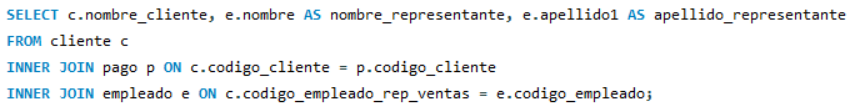 SELECT c.nombre_cliente, e.nombre AS nombre_representante, e.apellido1 AS apellido_representante
FROM cliente c
INNER JOIN pago p ON c.codigo_cliente = p.codigo_cliente
INNER JOIN empleado e ON c.codigo_empleado_rep_ventas = e.codigo_empleado;